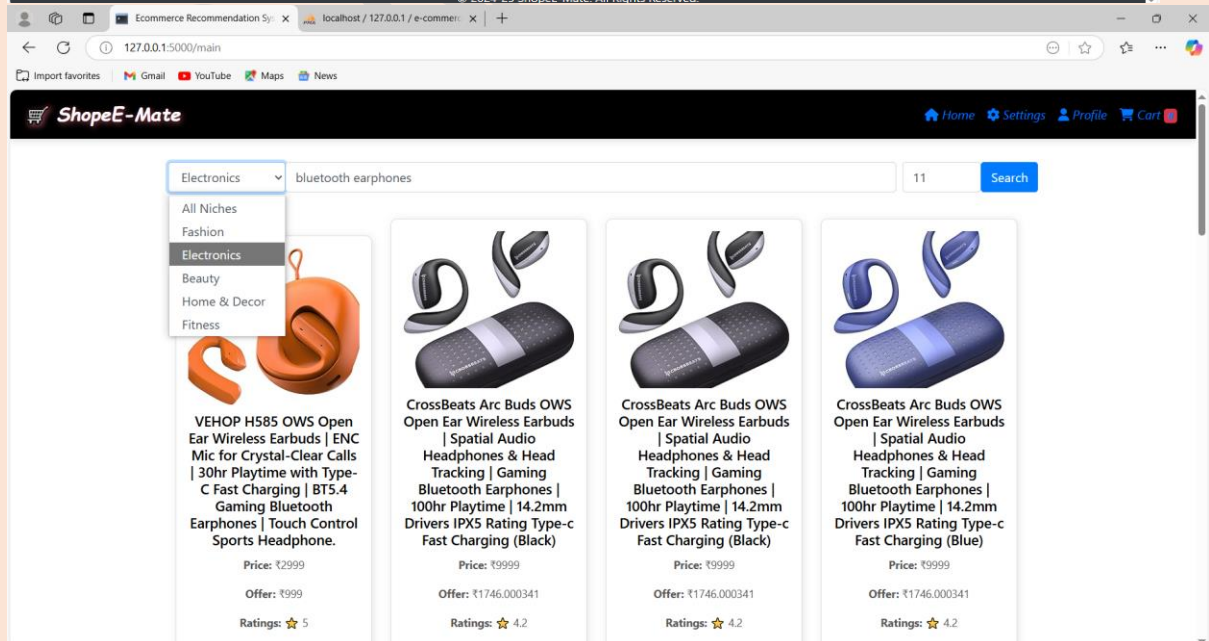 © 2024-25 ShopeE-Mate. All Rights Reserved.
Ecommerce Recommendation Sys
localhost / 127.0.0.1 / e-commerc
127.0.0.1:5000/main
Import favorites
Gmail
YouTube
Maps
News
ShopeE-Mate
Home
Settings
Profile
Cart
Electronics
bluetooth earphones
11
Search
All Niches
Fashion
Electronics
Beauty
Home & Decor
Fitness
VEHOP H585 OWS Open
Ear Wireless Earbuds | ENC
Mic for Crystal-Clear Calls
| 30hr Playtime with Type-
C Fast Charging | BT5.4
Gaming Bluetooth
Earphones | Touch Control
Sports Headphone.
Price: ₹2999
Offer: ₹999
Ratings: ⭐ 5
CROSSBEATS
CrossBeats Arc Buds OWS
Open Ear Wireless Earbuds
| Spatial Audio
Headphones & Head
Tracking | Gaming
Bluetooth Earphones |
100hr Playtime | 14.2mm
Drivers IPX5 Rating Type-c
Fast Charging (Black)
Price: ₹9999
Offer: ₹1746.000341
Ratings: ⭐ 4.2
CROSSBEATS
CrossBeats Arc Buds OWS
Open Ear Wireless Earbuds
| Spatial Audio
Headphones & Head
Tracking | Gaming
Bluetooth Earphones |
100hr Playtime | 14.2mm
Drivers IPX5 Rating Type-c
Fast Charging (Black)
Price: ₹9999
Offer: ₹1746.000341
Ratings: ⭐ 4.2
CROSSBEATS
CrossBeats Arc Buds OWS
Open Ear Wireless Earbuds
| Spatial Audio
Headphones & Head
Tracking | Gaming
Bluetooth Earphones |
100hr Playtime | 14.2mm
Drivers IPX5 Rating Type-c
Fast Charging (Blue)
Price: ₹9999
Offer: ₹1746.000341
Ratings: ⭐ 4.2